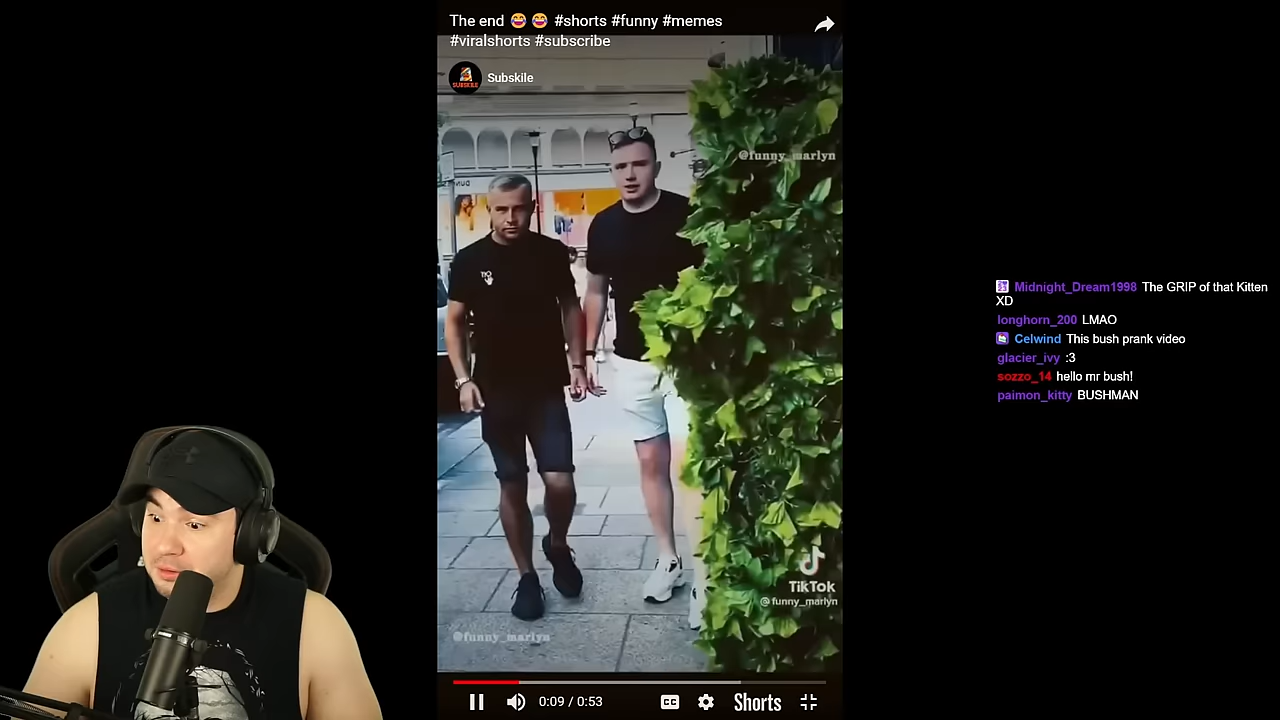 The end 😂 😂 #shorts #funny #memes
#viralshorts #subscribe
SUBSKILE
Subskile
@funny_marlyn
Midnight_Dream1998 The GRIP of that Kitten
XD
longhorn_200 LMAO
Celwind This bush prank video
glacier_ivy :3
sozzo_14 hello mr bush!
paimon_kitty BUSHMAN
TikTok
@funny_marlyn
@funny_marlyn
0:09 / 0:53
CC
Shorts